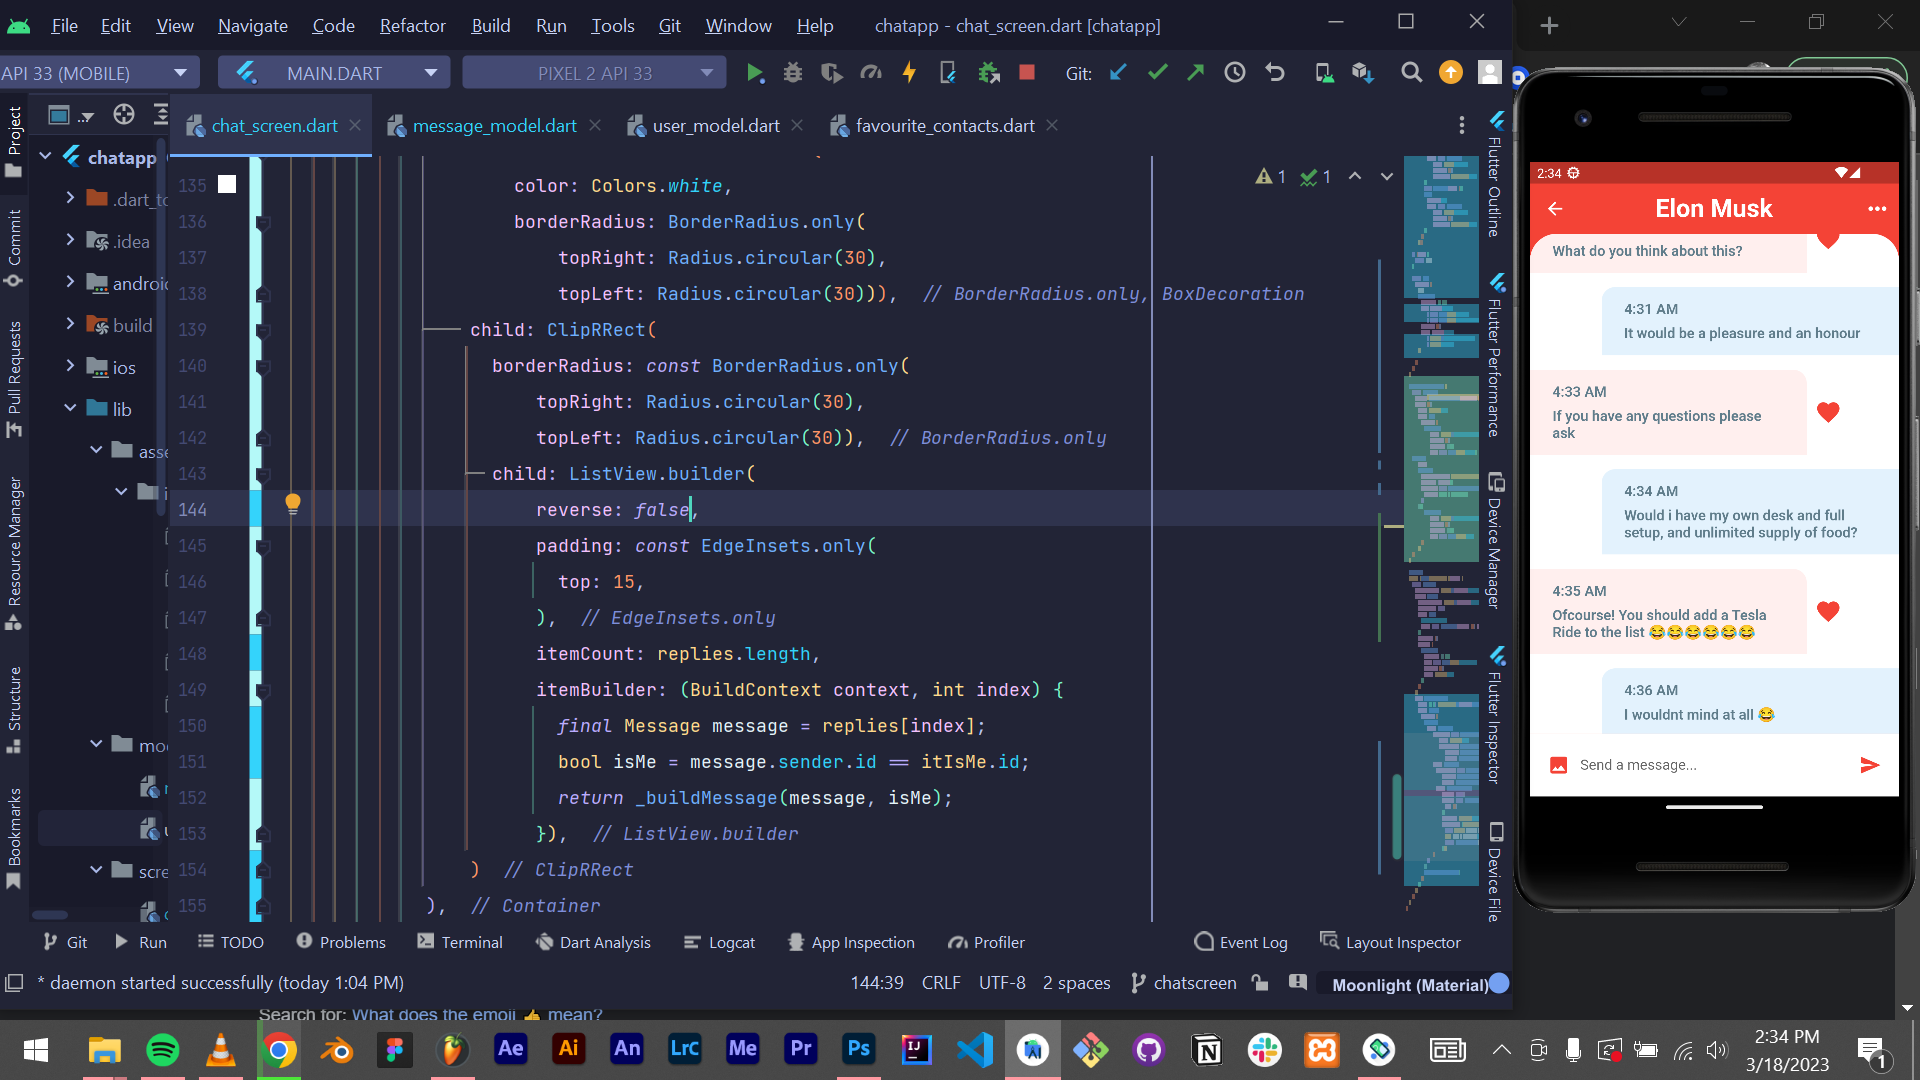 File Edit View Navigate Code Refactor Build Run Tools Git Window Help chatapp - chat_screen.dart [chatapp]
API 33 (MOBILE) MAIN.DART PIXEL 2 API 33 Git:
chat_screen.dart message_model.dart user_model.dart favourite_contacts.dart
Project
Commit
Pull Requests
Resource Manager
Structure
Bookmarks
chatapp
.dart_to
.idea
android
build
ios
lib
asse
mod
scre
1 1
135 color: Colors.white,
136 borderRadius: BorderRadius.only(
137 topRight: Radius.circular(30),
138 topLeft: Radius.circular(30))), // BorderRadius.only, BoxDecoration
139 child: ClipRRect(
140 borderRadius: const BorderRadius.only(
141 topRight: Radius.circular(30),
142 topLeft: Radius.circular(30)), // BorderRadius.only
143 child: ListView.builder(
144 reverse: false,
145 padding: const EdgeInsets.only(
146 top: 15,
147 ), // EdgeInsets.only
148 itemCount: replies.length,
149 itemBuilder: (BuildContext context, int index) {
150 final Message message = replies[index];
151 bool isMe = message.sender.id == itIsMe.id;
152 return _buildMessage(message, isMe);
153 }), // ListView.builder
154 ) // ClipRRect
155 ), // Container
Flutter Outline
Flutter Performance
Device Manager
Flutter Inspector
Device File
Git Run TODO Problems Terminal Dart Analysis Logcat App Inspection Profiler Event Log Layout Inspector
* daemon started successfully (today 1:04 PM) 144:39 CRLF UTF-8 2 spaces chatscreen Moonlight (Material)
Search for: What does the emoji 👍 mean?
2:34
Elon Musk
What do you think about this?
4:31 AM
It would be a pleasure and an honour
4:33 AM
If you have any questions please
ask
4:34 AM
Would i have my own desk and full
setup, and unlimited supply of food?
4:35 AM
Ofcourse! You should add a Tesla
Ride to the list 😂😂😂😂😂😂
4:36 AM
I wouldnt mind at all 😂
Send a message...
Ae Ai An LrC Me Pr Ps IJ
2:34 PM
3/18/2023
1